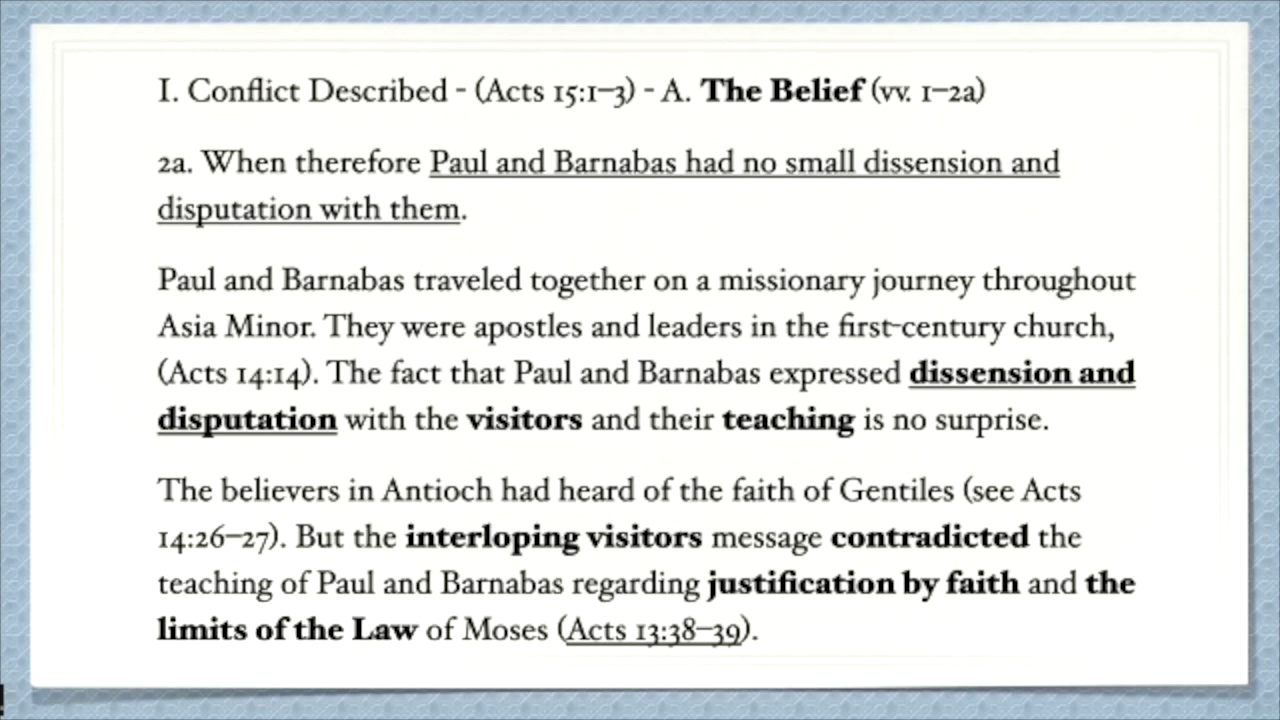 I. Conflict Described - (Acts 15:1–3) - A. The Belief (vv. 1–2a)
2a. When therefore Paul and Barnabas had no small dissension and
disputation with them.
Paul and Barnabas traveled together on a missionary journey throughout
Asia Minor. They were apostles and leaders in the first-century church,
(Acts 14:14). The fact that Paul and Barnabas expressed dissension and
disputation with the visitors and their teaching is no surprise.
The believers in Antioch had heard of the faith of Gentiles (see Acts
14:26–27). But the interloping visitors message contradicted the
teaching of Paul and Barnabas regarding justification by faith and the
limits of the Law of Moses (Acts 13:38–39).